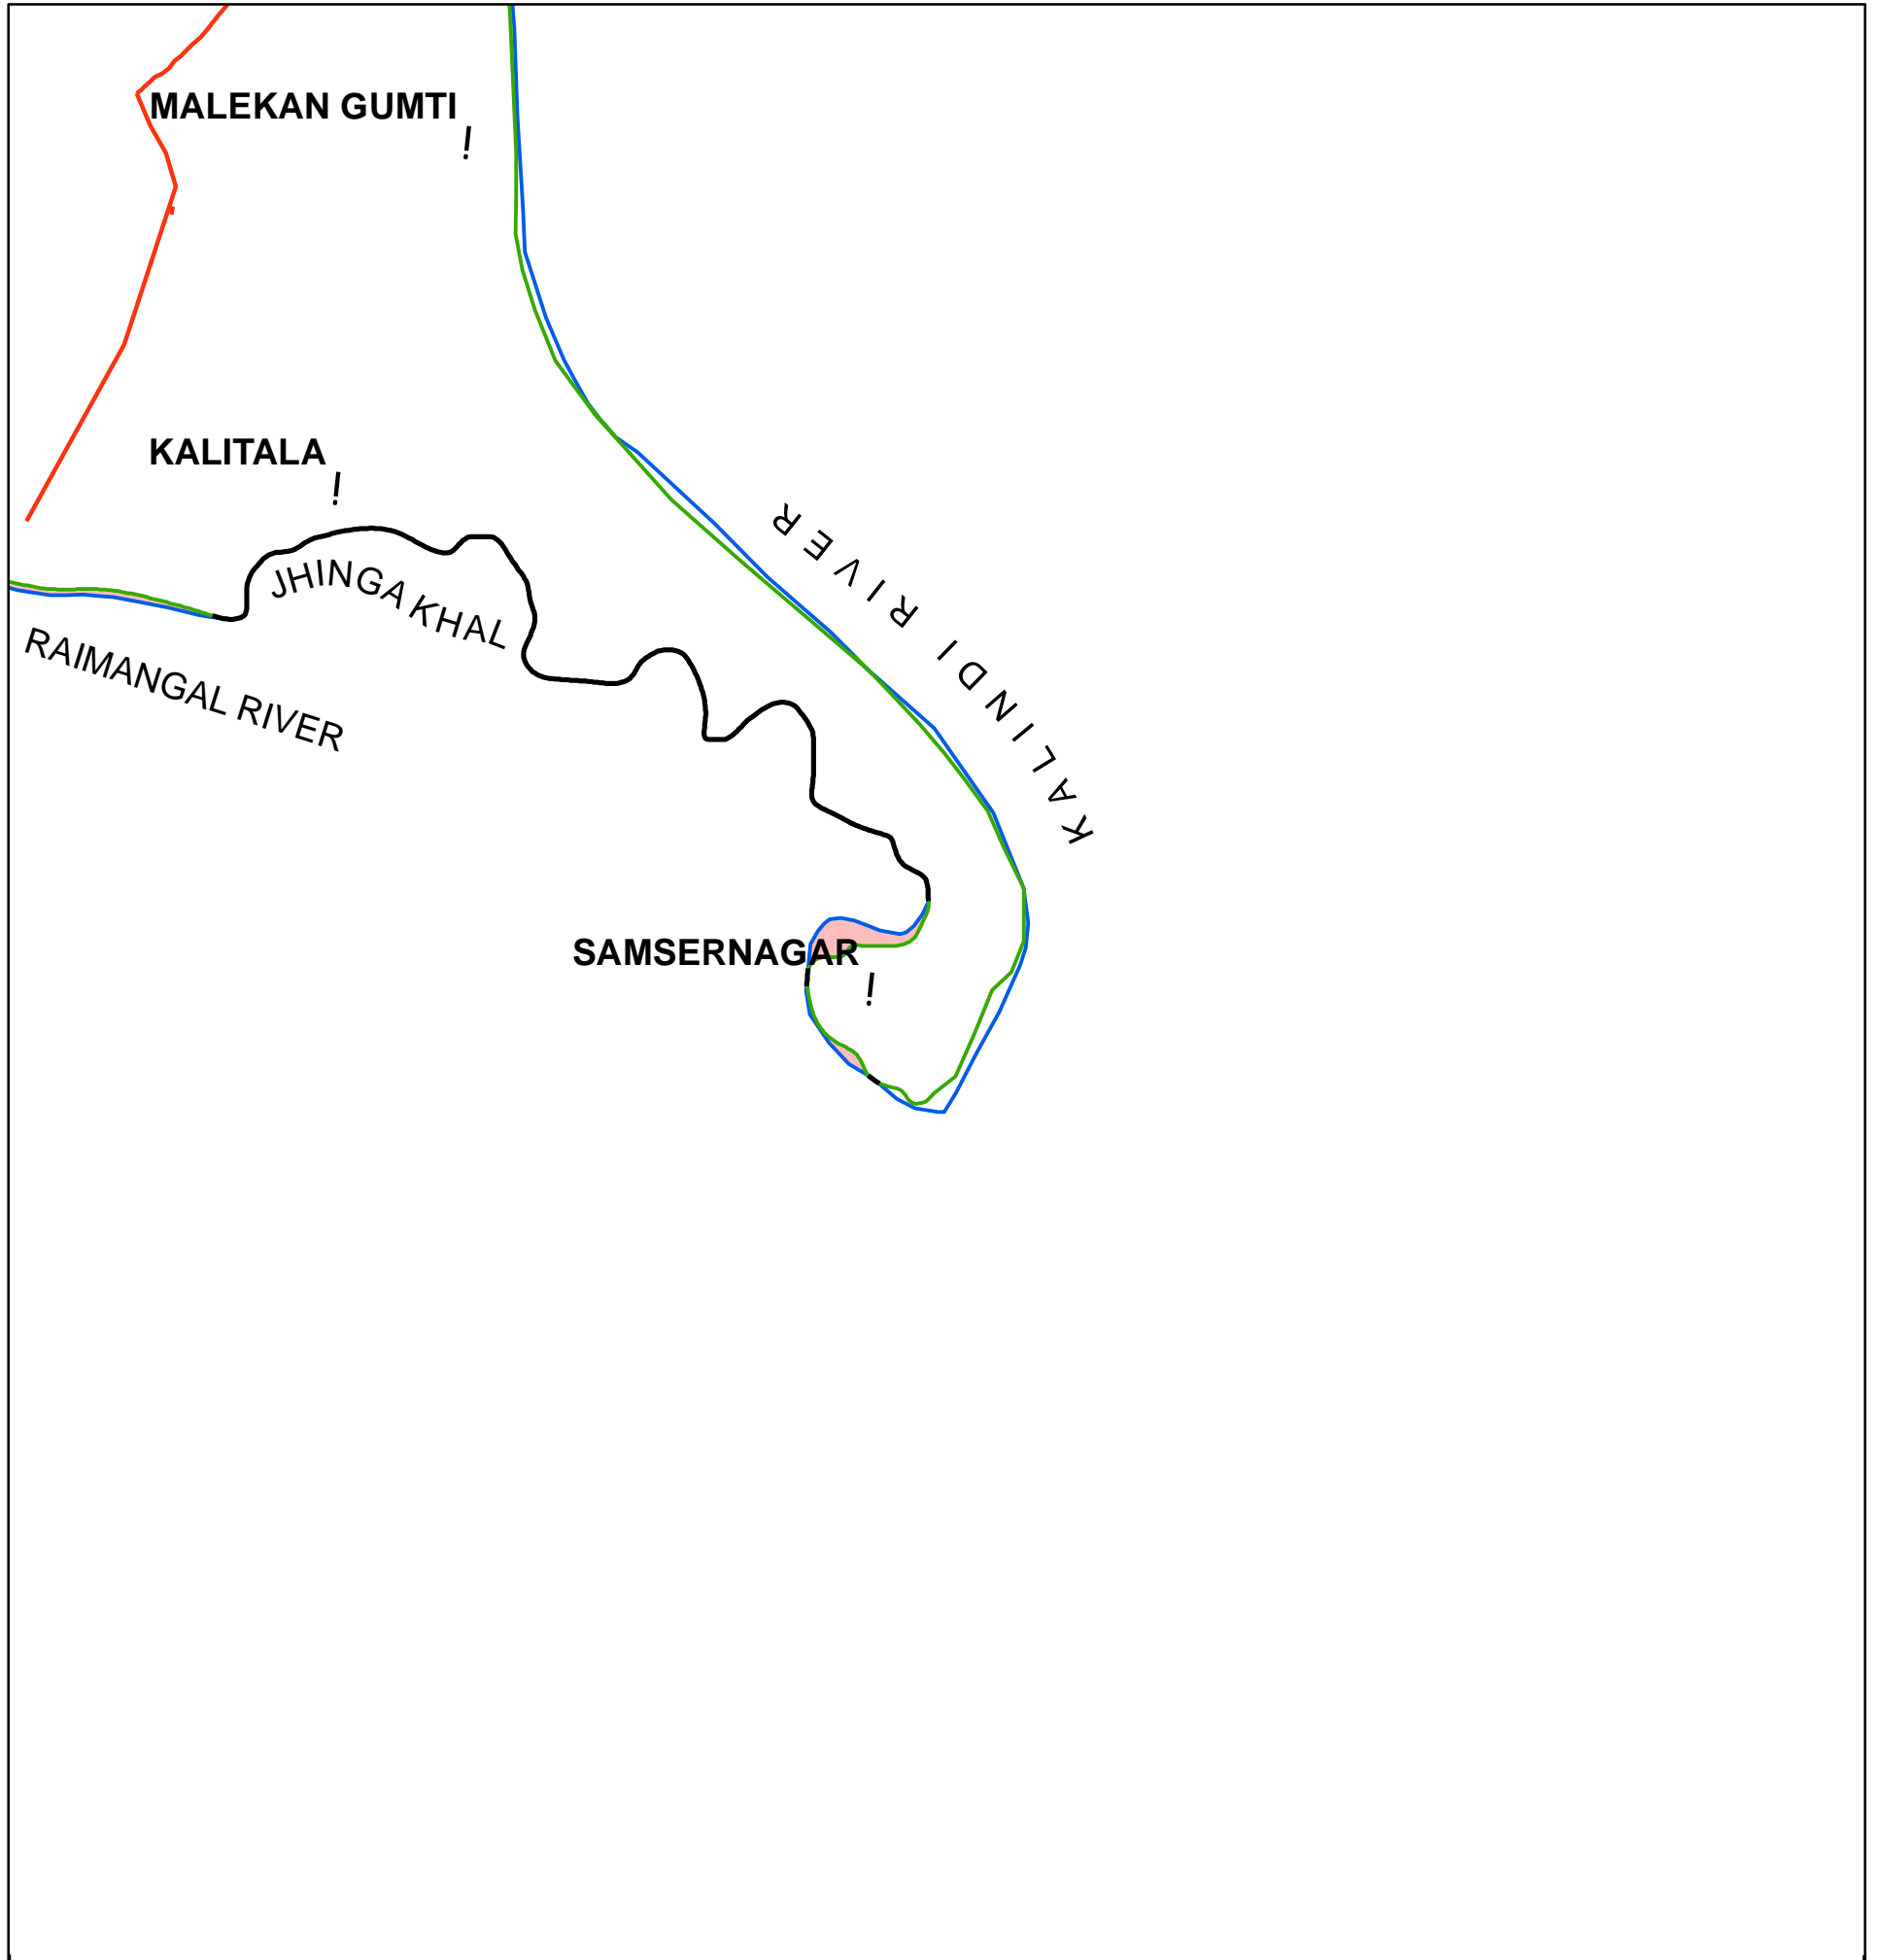 MALEKAN GUMTI
!
KALITALA
!
JHINGA KHAL
RAIMANGAL RIVER
KALINDI RIVER
SAMSERNAGAR
!